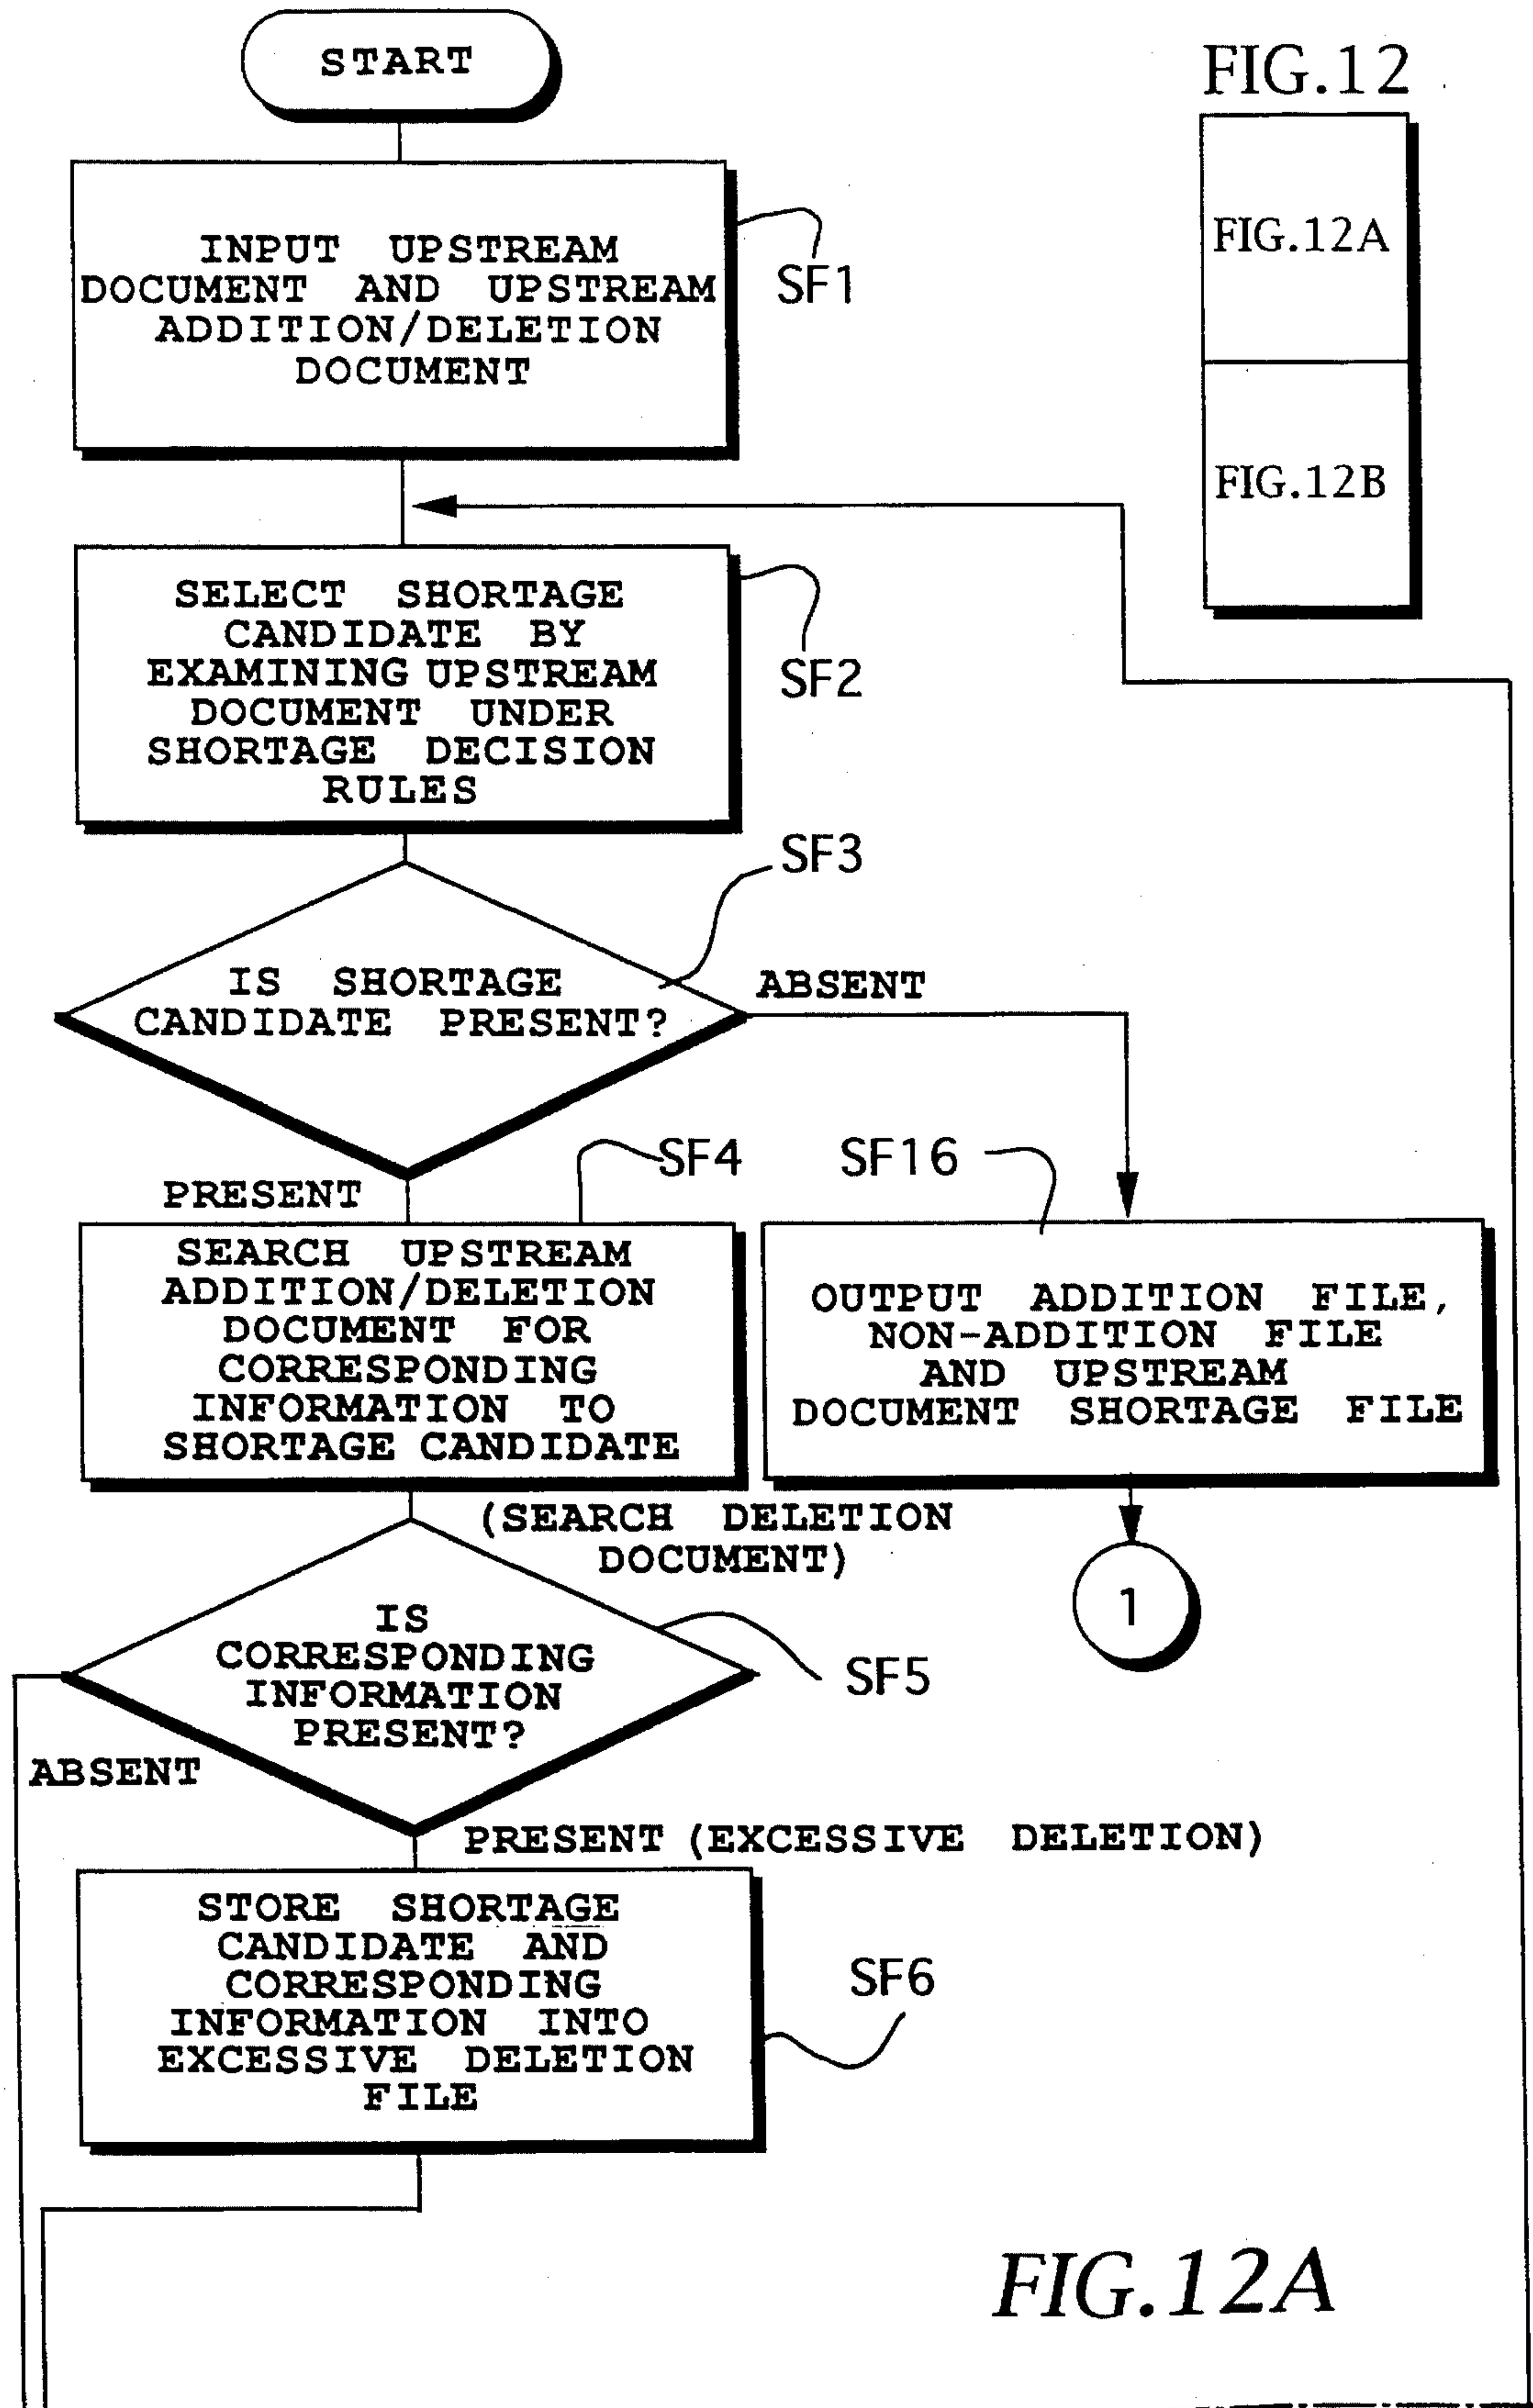 START
FIG.12
FIG.12A
FIG.12B
INPUT UPSTREAM
DOCUMENT AND UPSTREAM
ADDITION/DELETION
DOCUMENT
SF1
SELECT SHORTAGE
CANDIDATE BY
EXAMINING UPSTREAM
DOCUMENT UNDER
SHORTAGE DECISION
RULES
SF2
SF3
IS SHORTAGE
CANDIDATE PRESENT?
ABSENT
PRESENT
SF4
SF16
SEARCH UPSTREAM
ADDITION/DELETION
DOCUMENT FOR
CORRESPONDING
INFORMATION TO
SHORTAGE CANDIDATE
OUTPUT ADDITION FILE,
NON-ADDITION FILE
AND UPSTREAM
DOCUMENT SHORTAGE FILE
(SEARCH DELETION
DOCUMENT)
1
IS
CORRESPONDING
INFORMATION
PRESENT?
SF5
ABSENT
PRESENT (EXCESSIVE DELETION)
STORE SHORTAGE
CANDIDATE AND
CORRESPONDING
INFORMATION INTO
EXCESSIVE DELETION
FILE
SF6
FIG.12A